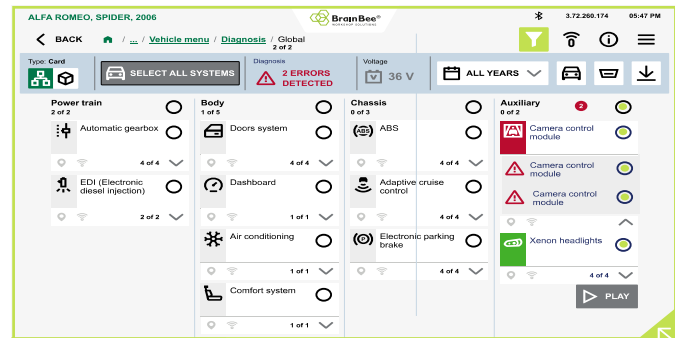 ALFA ROMEO, SPIDER, 2006
BrainBee®
WORKSHOP SOLUTIONS
3.72.260.174
05:47 PM
BACK / ... / Vehicle menu / Diagnosis / Global
2 of 2
Type: Card
SELECT ALL SYSTEMS
Diagnosis
2 ERRORS
DETECTED
Voltage
36 V
ALL YEARS
Power train
2 of 2
Automatic gearbox
4 of 4
EDI (Electronic
diesel injection)
2 of 2
Body
1 of 5
Doors system
4 of 4
Dashboard
1 of 1
Air conditioning
1 of 1
Comfort system
1 of 1
Chassis
0 of 3
(ABS) ABS
4 of 4
Adaptive cruise
control
4 of 4
Electronic parking
brake
4 of 4
Auxiliary 2
0 of 2
Camera control
module
Camera control
module
Camera control
module
Xenon headlights
4 of 4
PLAY